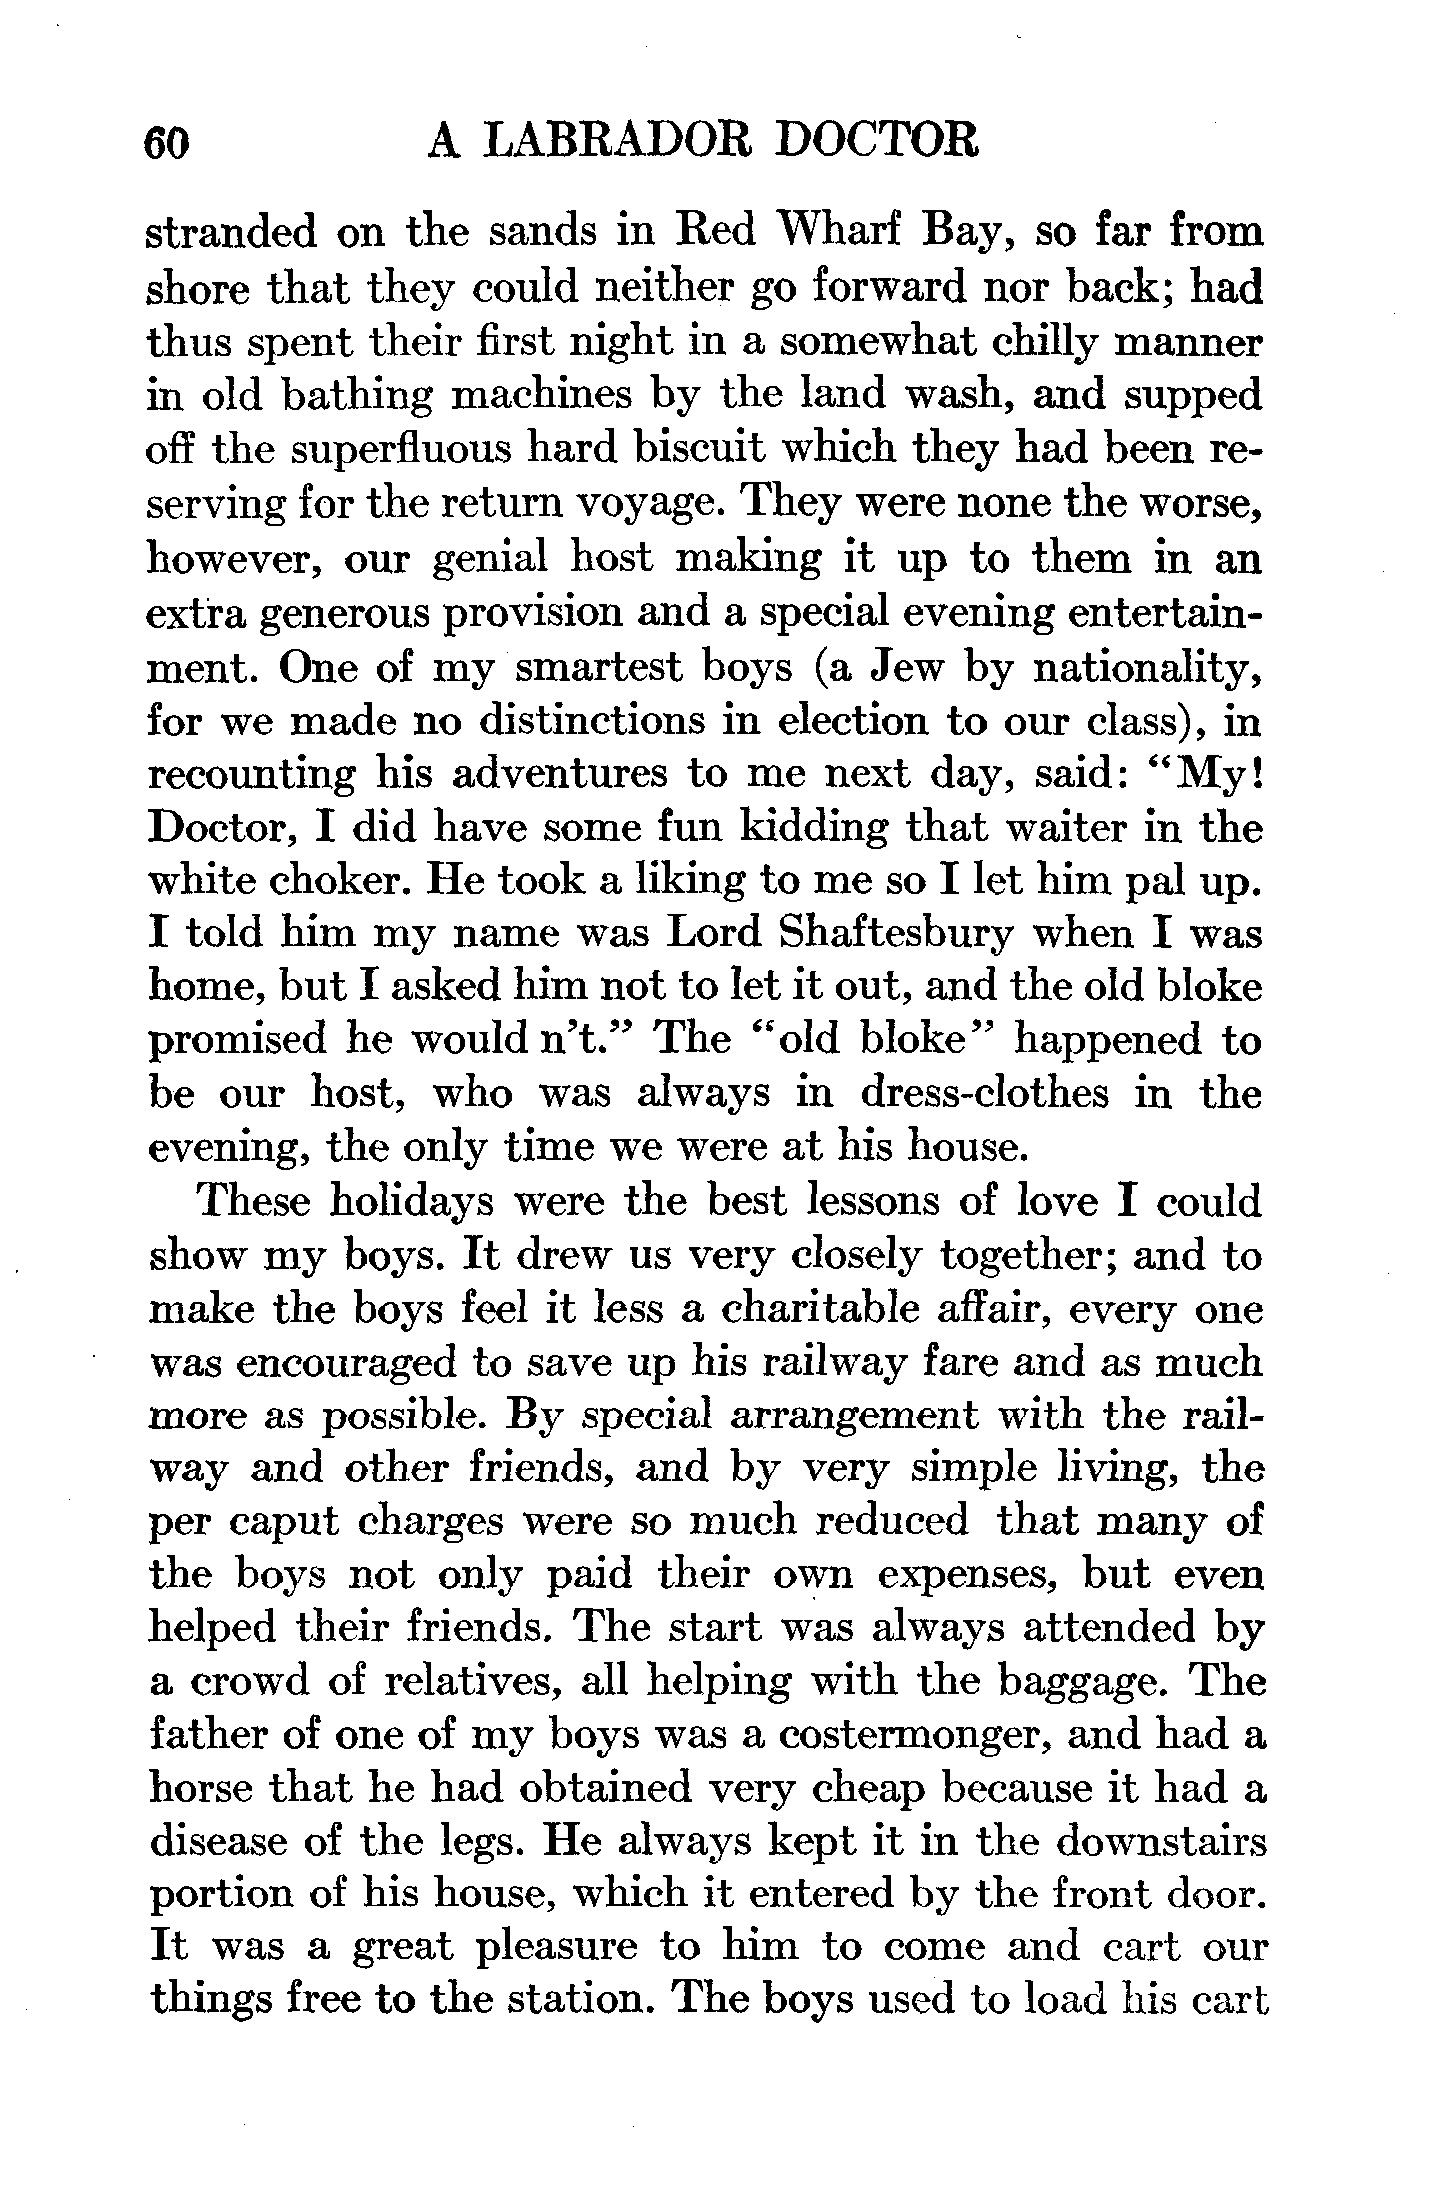 60 A LABRADOR DOCTOR
stranded on the sands in Red Wharf Bay, so far from
shore that they could neither go forward nor back; had
thus spent their first night in a somewhat chilly manner
in old bathing machines by the land wash, and supped
off the superfluous hard biscuit which they had been re-
serving for the return voyage. They were none the worse,
however, our genial host making it up to them in an
extra generous provision and a special evening entertain-
ment. One of my smartest boys (a Jew by nationality,
for we made no distinctions in election to our class), in
recounting his adventures to me next day, said: “My!
Doctor, I did have some fun kidding that waiter in the
white choker. He took a liking to me so I let him pal up.
I told him my name was Lord Shaftesbury when I was
home, but I asked him not to let it out, and the old bloke
promised he would n’t.” The “old bloke” happened to
be our host, who was always in dress-clothes in the
evening, the only time we were at his house.
These holidays were the best lessons of love I could
show my boys. It drew us very closely together; and to
make the boys feel it less a charitable affair, every one
was encouraged to save up his railway fare and as much
more as possible. By special arrangement with the rail-
way and other friends, and by very simple living, the
per caput charges were so much reduced that many of
the boys not only paid their own expenses, but even
helped their friends. The start was always attended by
a crowd of relatives, all helping with the baggage. The
father of one of my boys was a costermonger, and had a
horse that he had obtained very cheap because it had a
disease of the legs. He always kept it in the downstairs
portion of his house, which it entered by the front door.
It was a great pleasure to him to come and cart our
things free to the station. The boys used to load his cart